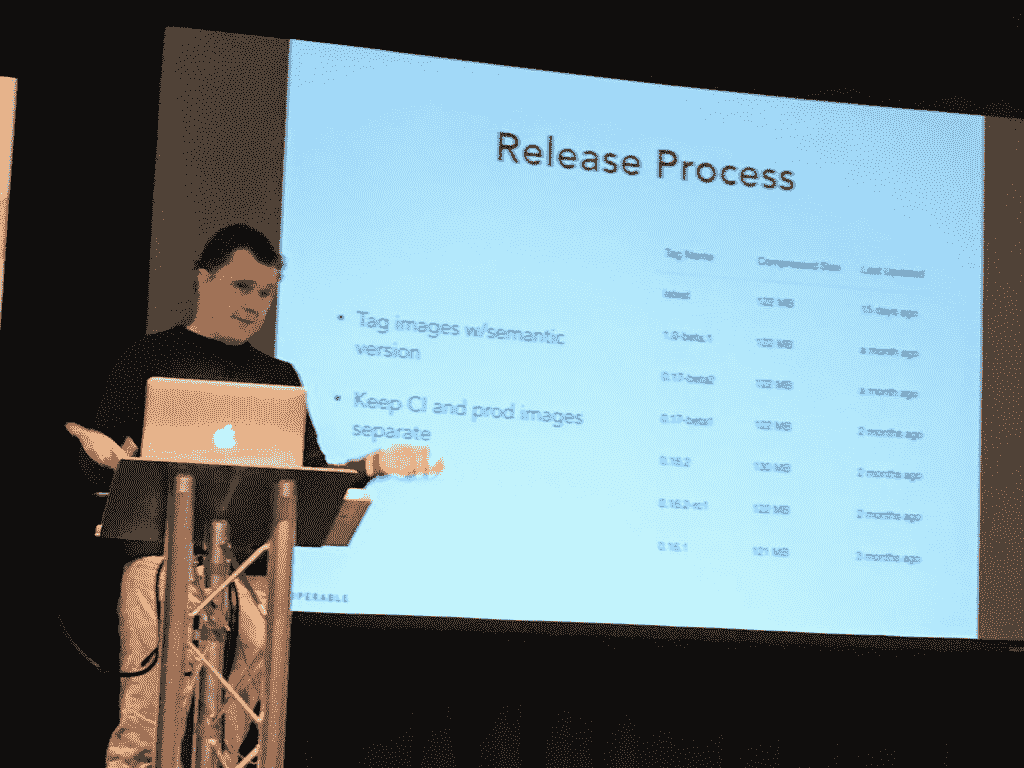 Release Process
Tag Name Compressed Size Last Updated
latest 122 MB 15 days ago
• Tag images w/semantic
version
1.0-beta.1 122 MB a month ago
0.17-beta2 122 MB a month ago
• Keep CI and prod images
separate
0.17-beta1 122 MB 2 months ago
0.16.2 130 MB 2 months ago
0.16.2-rc1 122 MB 2 months ago
0.16.1 121 MB 3 months ago
OPERABLE